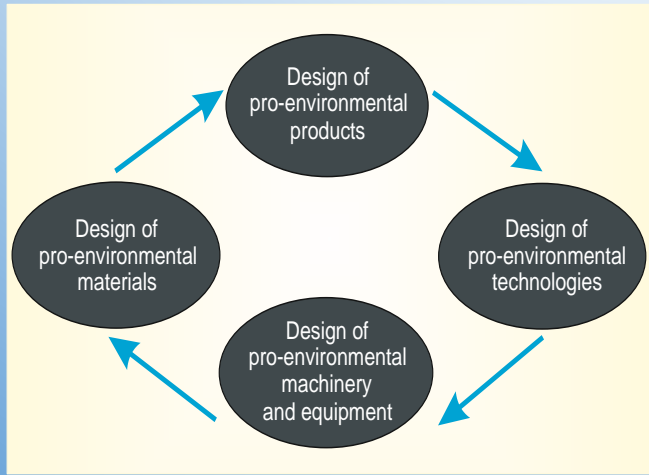 Design of
pro-environmental
products
Design of
pro-environmental
materials
Design of
pro-environmental
technologies
Design of
pro-environmental
machinery
and equipment